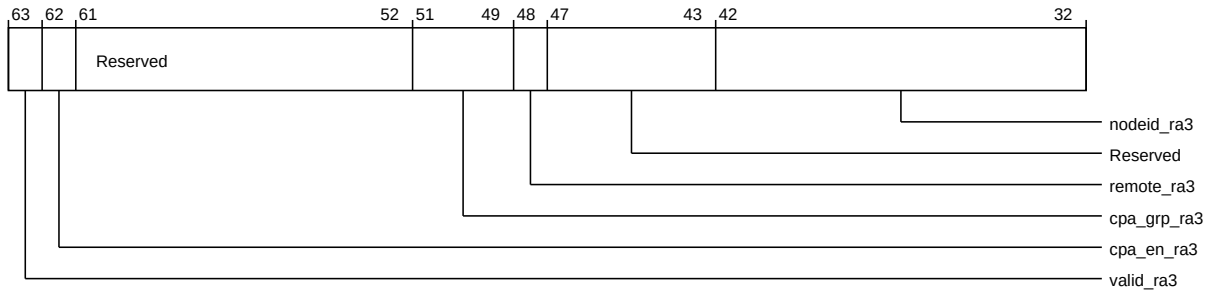 63 62 61 52 51 49 48 47 43 42 32
Reserved
nodeid_ra3
Reserved
remote_ra3
cpa_grp_ra3
cpa_en_ra3
valid_ra3